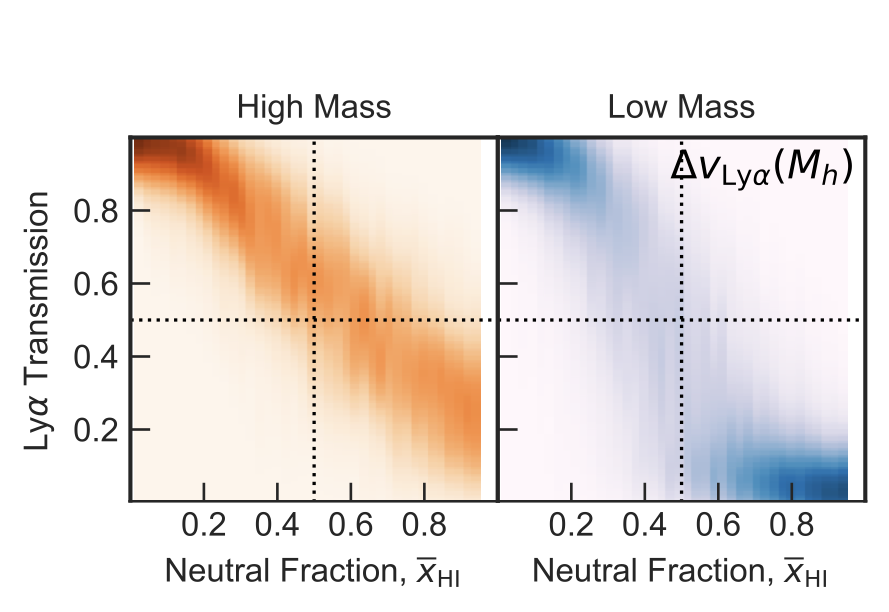 High Mass
Low Mass
Δv_Lyα(M_h)
Lyα Transmission
0.8
0.6
0.4
0.2
0.2 0.4 0.6 0.8
0.2 0.4 0.6 0.8
Neutral Fraction, x̅_HI
Neutral Fraction, x̅_HI